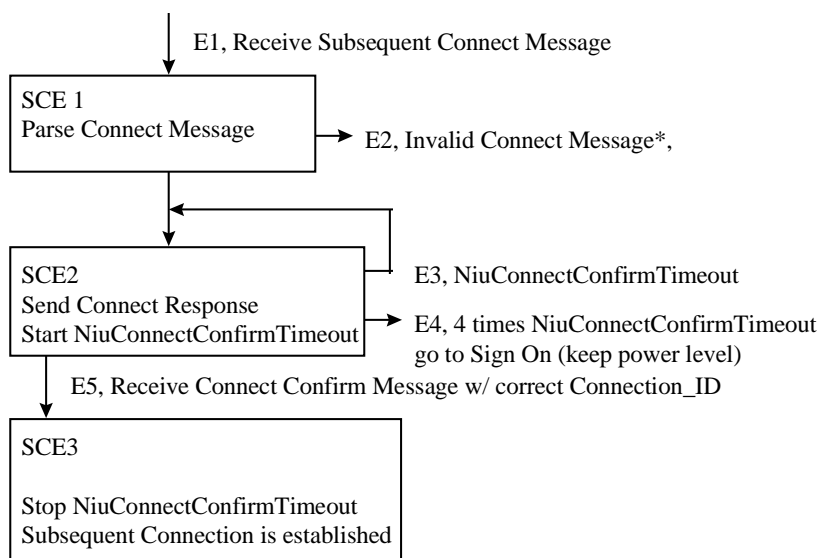 E1, Receive Subsequent Connect Message
SCE 1
Parse Connect Message
E2, Invalid Connect Message*,
SCE2
Send Connect Response
Start NiuConnectConfirmTimeout
E3, NiuConnectConfirmTimeout
E4, 4 times NiuConnectConfirmTimeout
go to Sign On (keep power level)
E5, Receive Connect Confirm Message w/ correct Connection_ID
SCE3
Stop NiuConnectConfirmTimeout
Subsequent Connection is established